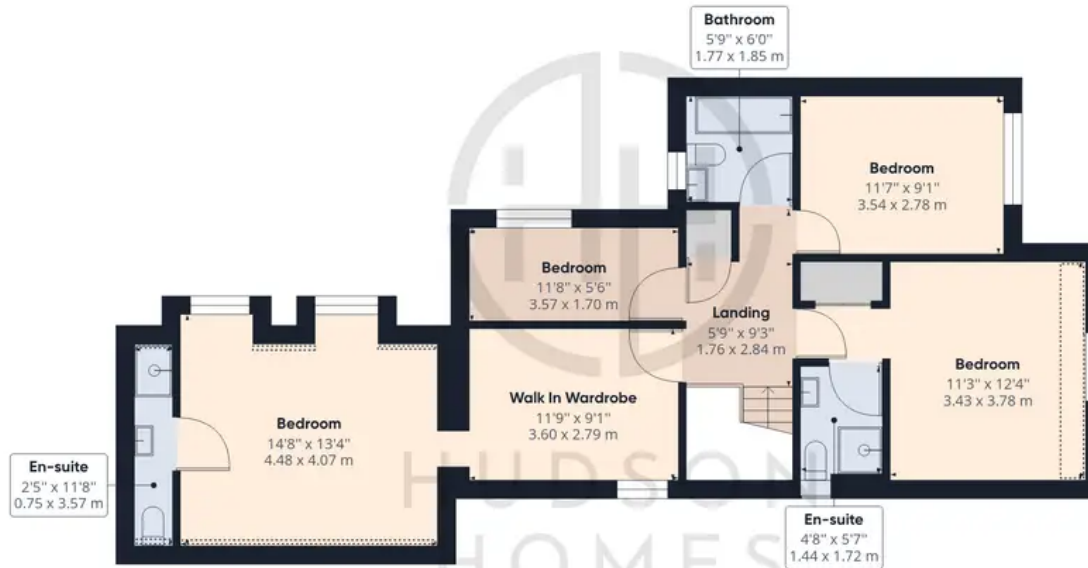 Bathroom
5'9" x 6'0"
1.77 x 1.85 m
Bedroom
11'7" x 9'1"
3.54 x 2.78 m
Bedroom
11'8" x 5'6"
3.57 x 1.70 m
Landing
5'9" x 9'3"
1.76 x 2.84 m
Bedroom
11'3" x 12'4"
3.43 x 3.78 m
Walk In Wardrobe
11'9" x 9'1"
3.60 x 2.79 m
Bedroom
14'8" x 13'4"
4.48 x 4.07 m
En-suite
2'5" x 11'8"
0.75 x 3.57 m
En-suite
4'8" x 5'7"
1.44 x 1.72 m
HUDSON
HOMES